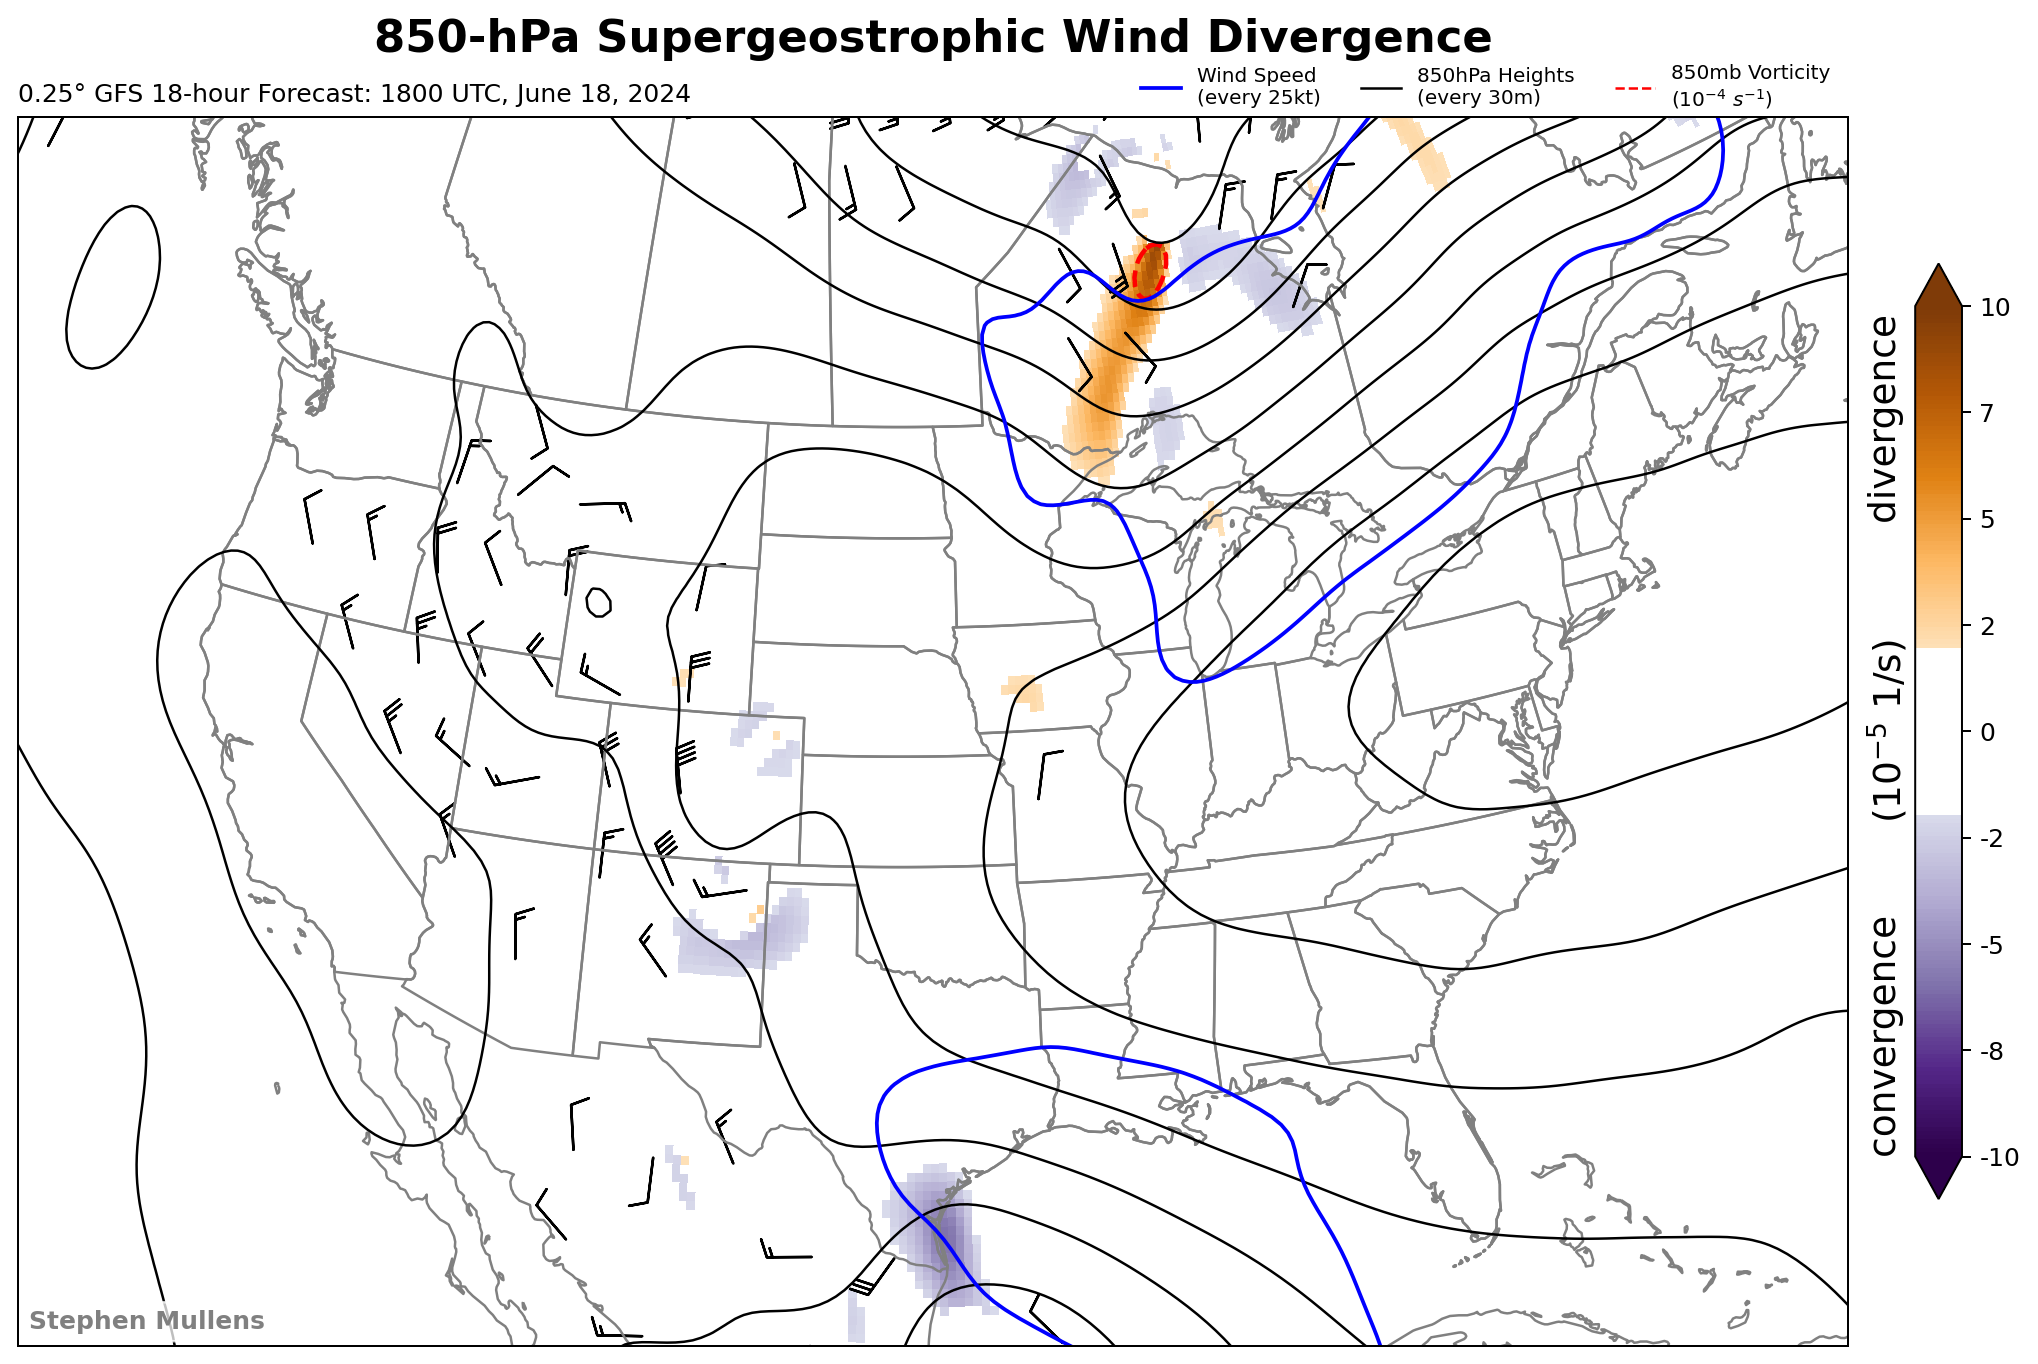 850-hPa Supergeostrophic Wind Divergence
0.25° GFS 18-hour Forecast: 1800 UTC, June 18, 2024
Wind Speed
(every 25kt)
850hPa Heights
(every 30m)
850mb Vorticity
(10⁻⁴ s⁻¹)
10
7
5
2
0
-2
-5
-8
-10
convergence (10⁻⁵ 1/s) divergence
Stephen Mullens